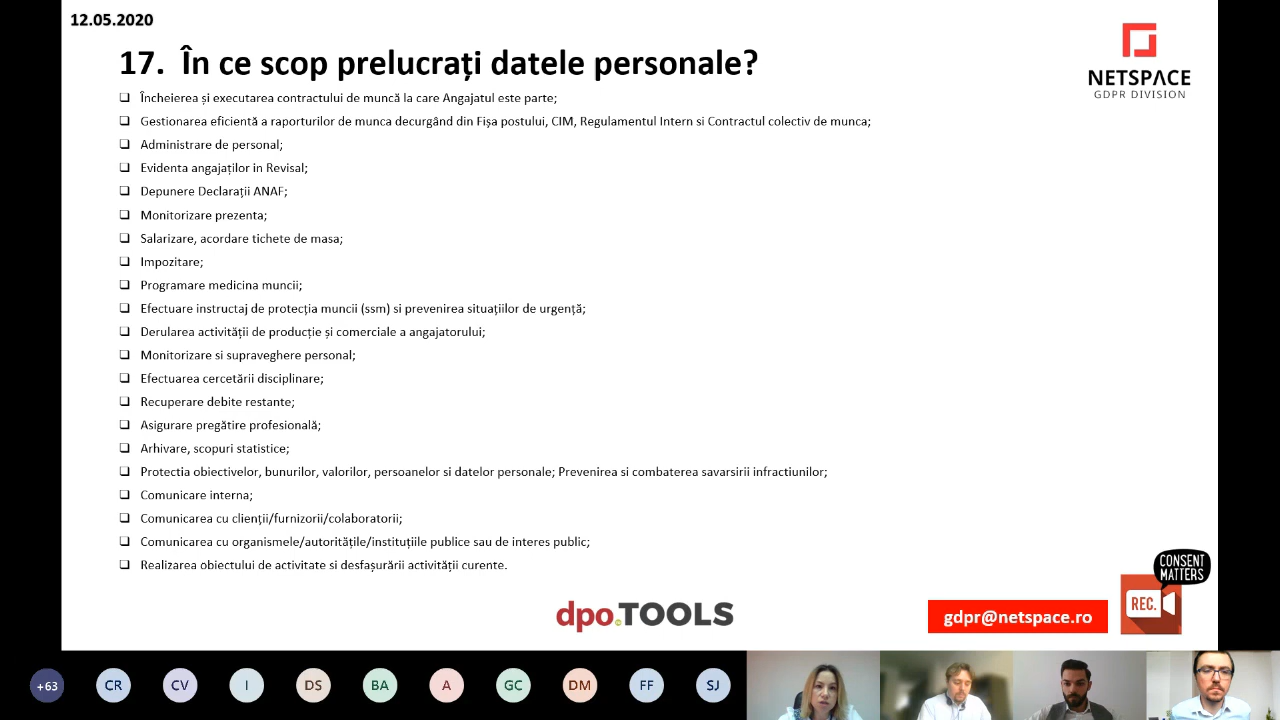 12.05.2020
17. În ce scop prelucrați datele personale?
NETSPACE
GDPR DIVISION
Încheierea și executarea contractului de muncă la care Angajatul este parte;
Gestionarea eficientă a raporturilor de munca decurgând din Fișa postului, CIM, Regulamentul Intern si Contractul colectiv de munca;
Administrare de personal;
Evidenta angajaților in Revisal;
Depunere Declarații ANAF;
Monitorizare prezenta;
Salarizare, acordare tichete de masa;
Impozitare;
Programare medicina muncii;
Efectuare instructaj de protecția muncii (ssm) si prevenirea situațiilor de urgență;
Derularea activității de producție și comerciale a angajatorului;
Monitorizare si supraveghere personal;
Efectuarea cercetării disciplinare;
Recuperare debite restante;
Asigurare pregătire profesională;
Arhivare, scopuri statistice;
Protectia obiectivelor, bunurilor, valorilor, persoanelor si datelor personale; Prevenirea si combaterea savarsirii infractiunilor;
Comunicare interna;
Comunicarea cu clienții/furnizorii/colaboratorii;
Comunicarea cu organismele/autoritățile/instituțiile publice sau de interes public;
Realizarea obiectului de activitate si desfașurării activității curente.
CONSENT
MATTERS
REC.
dpo.TOOLS
gdpr@netspace.ro
+63 CR CV I DS BA A GC DM FF SJ